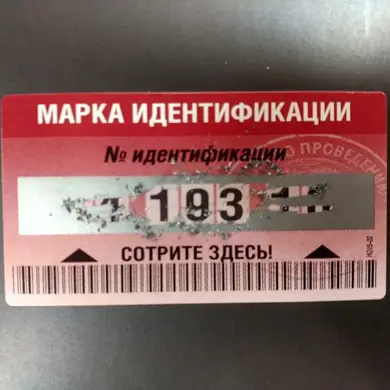 МАРКА ИДЕНТИФИКАЦИИ
№ идентификации
193
СОТРИТЕ ЗДЕСЬ!